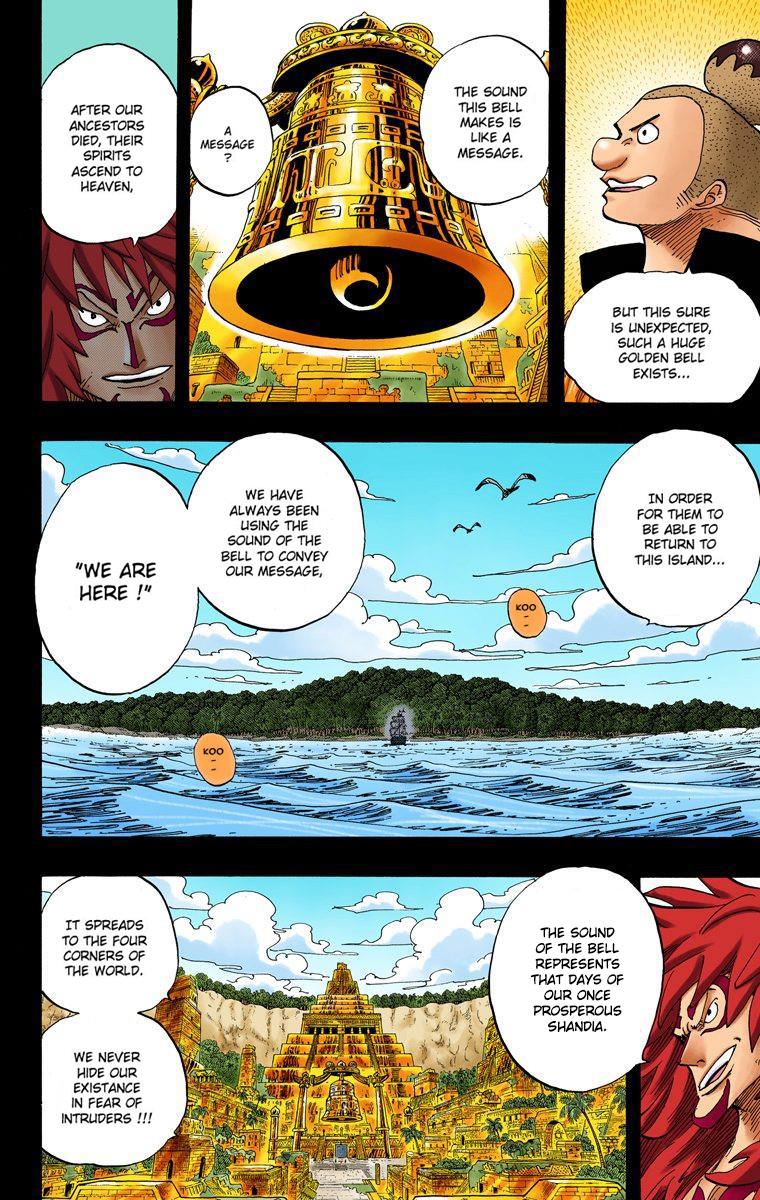 BUT THIS SURE
IS UNEXPECTED,
SUCH A HUGE
GOLDEN BELL
EXISTS...
THE SOUND
THIS BELL
MAKES IS
LIKE A
MESSAGE.
A
MESSAGE
?
AFTER OUR
ANCESTORS
DIED, THEIR
SPIRITS
ASCEND TO
HEAVEN,
IN ORDER
FOR THEM TO
BE ABLE TO
RETURN TO
THIS ISLAND...
KOO
--
WE HAVE
ALWAYS BEEN
USING THE
SOUND OF THE
BELL TO CONVEY
OUR MESSAGE,
"WE ARE
HERE !"
KOO
--
THE SOUND
OF THE BELL
REPRESENTS
THAT DAYS OF
OUR ONCE
PROSPEROUS
SHANDIA.
IT SPREADS
TO THE FOUR
CORNERS OF
THE WORLD.
WE NEVER
HIDE OUR
EXISTANCE
IN FEAR OF
INTRUDERS !!!